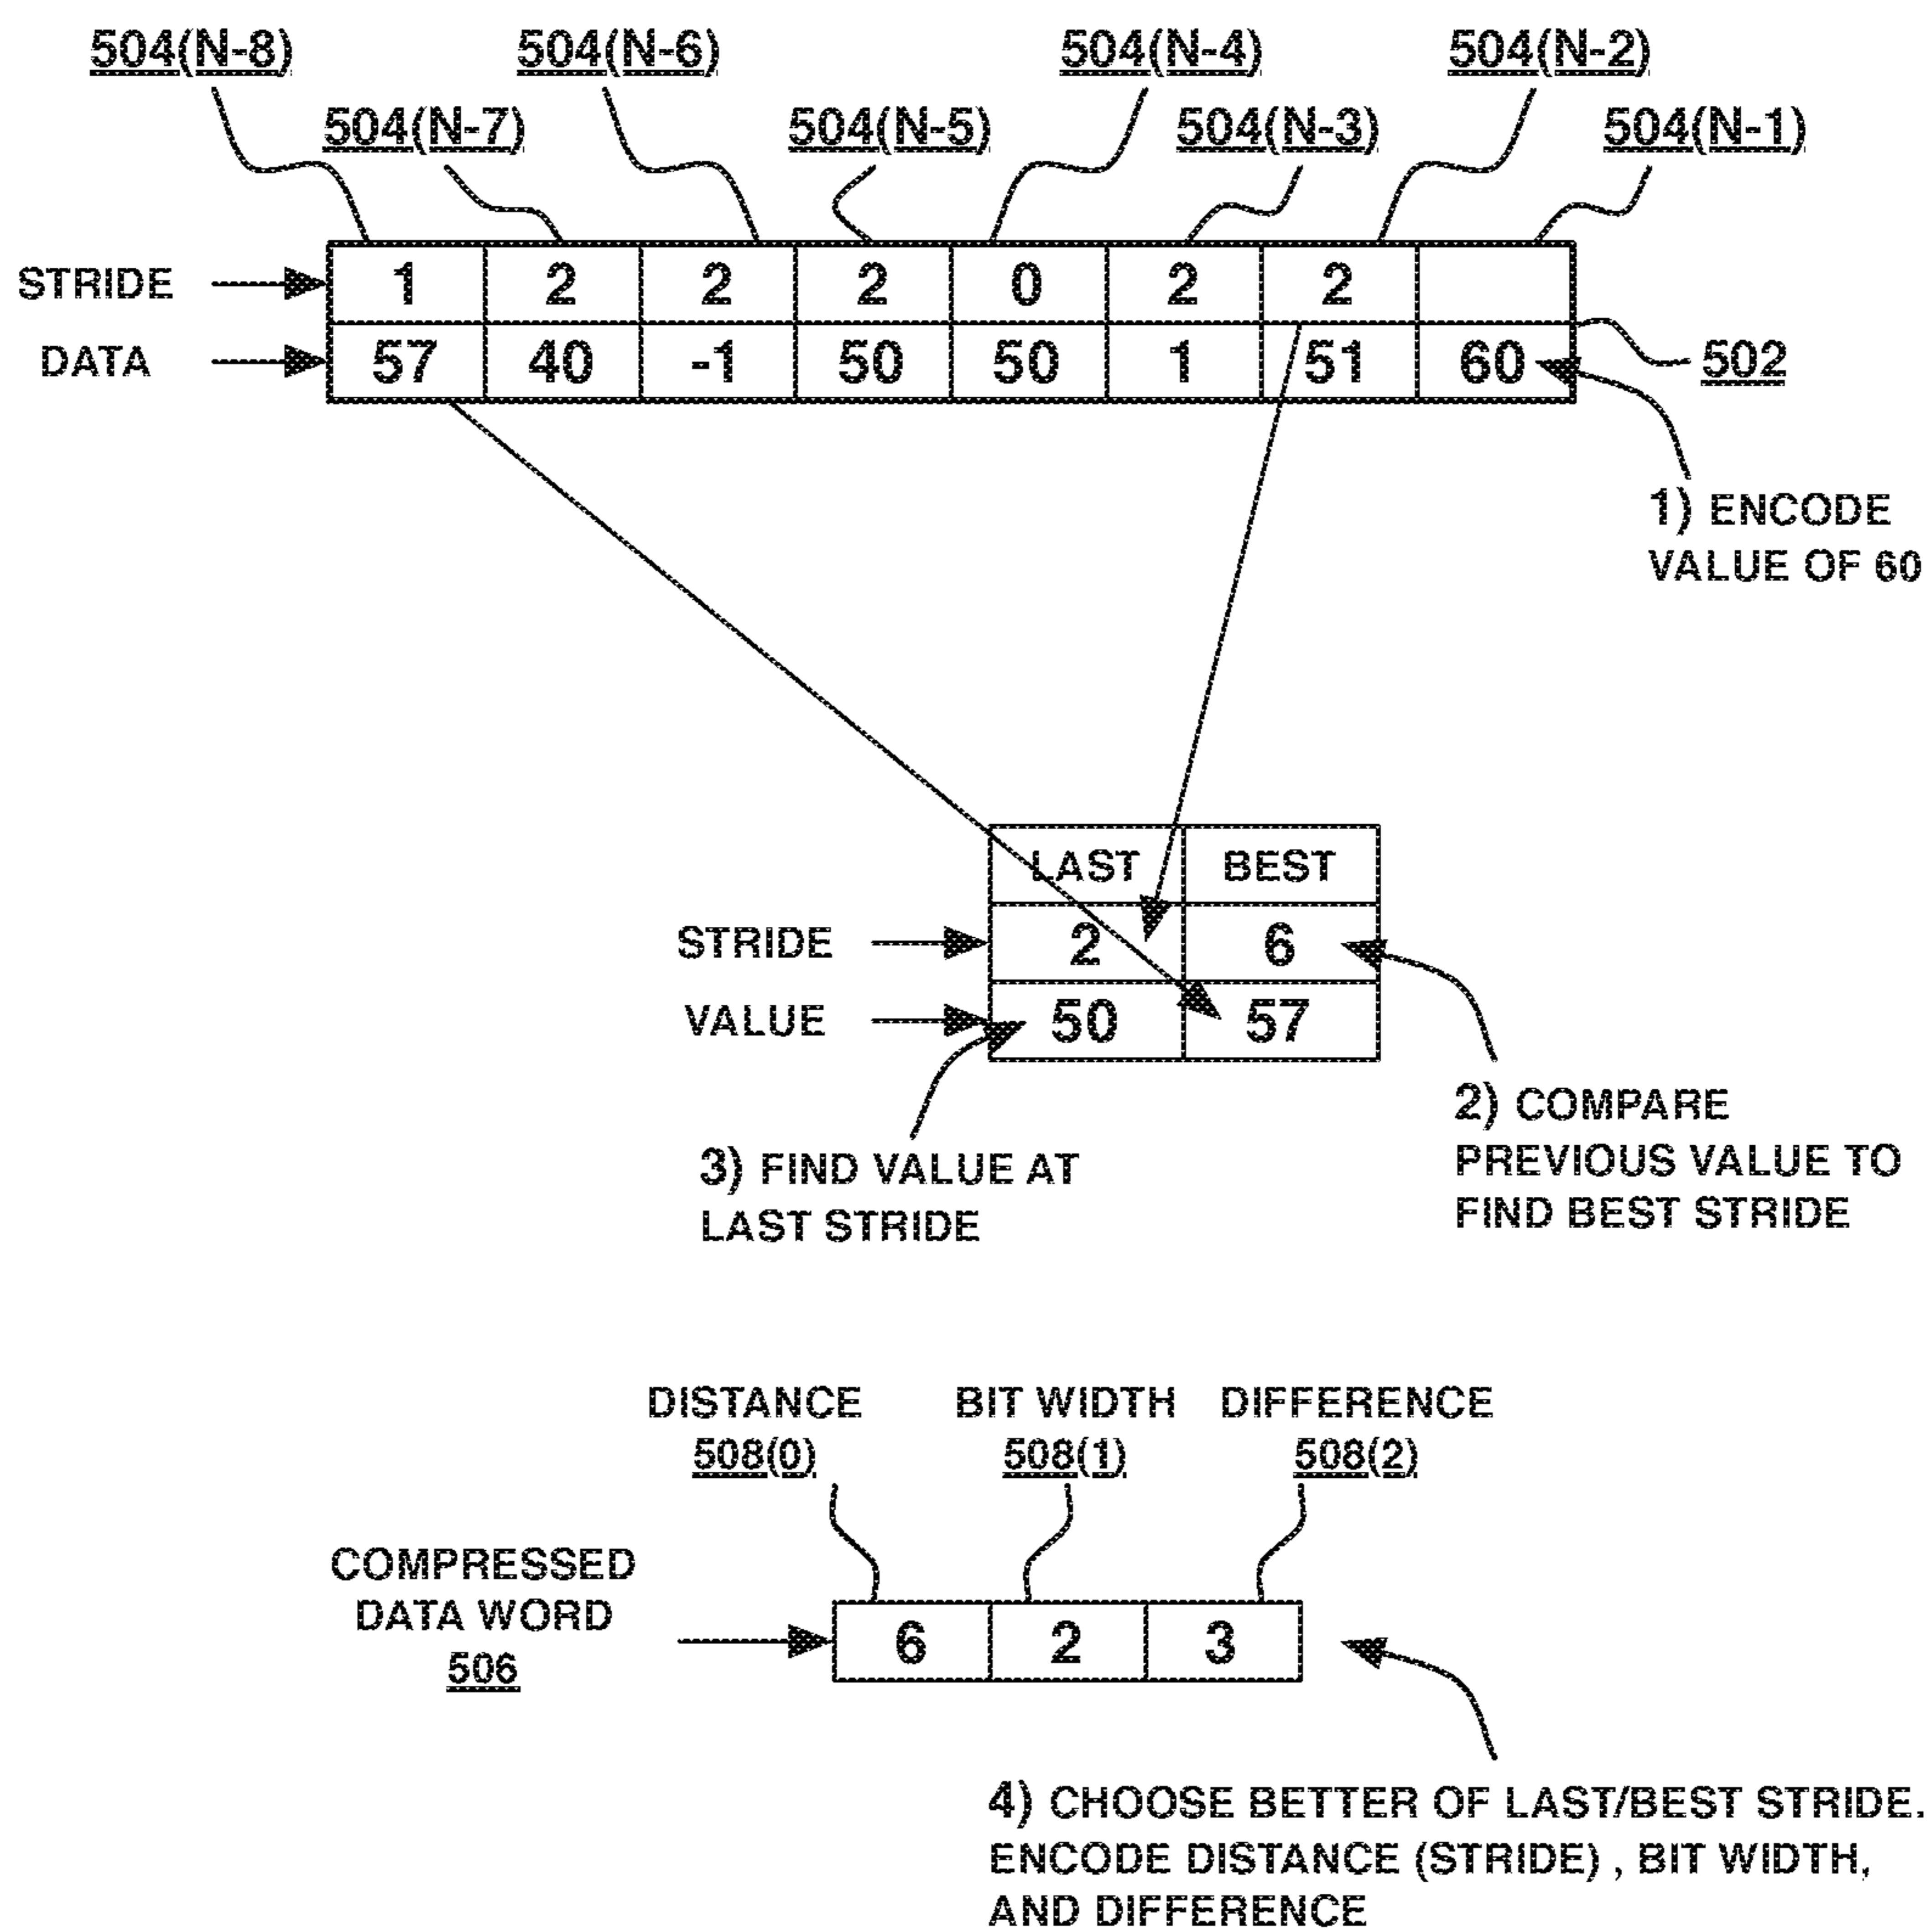 504(N-8) 504(N-6) 504(N-4) 504(N-2)
504(N-7) 504(N-5) 504(N-3) 504(N-1)
STRIDE 1 2 2 2 0 2 2
DATA 57 40 -1 50 50 1 51 60
502
1) ENCODE
VALUE OF 60
LAST BEST
STRIDE 2 6
VALUE 50 57
2) COMPARE
PREVIOUS VALUE TO
FIND BEST STRIDE
3) FIND VALUE AT
LAST STRIDE
DISTANCE BIT WIDTH DIFFERENCE
508(0) 508(1) 508(2)
COMPRESSED
DATA WORD
506
6 2 3
4) CHOOSE BETTER OF LAST/BEST STRIDE.
ENCODE DISTANCE (STRIDE) , BIT WIDTH,
AND DIFFERENCE